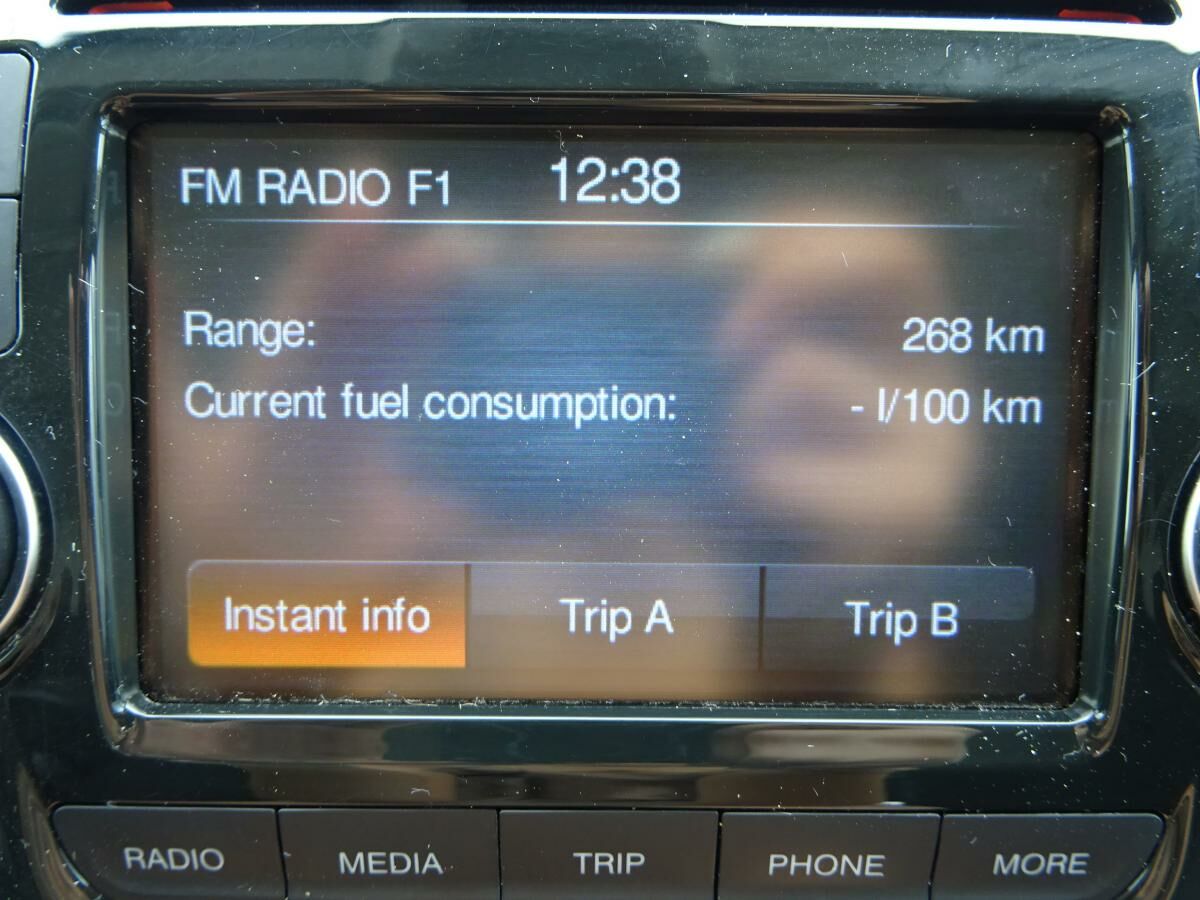 FM RADIO F1 12:38
Range: 268 km
Current fuel consumption: - l/100 km
Instant info Trip A Trip B
RADIO MEDIA TRIP PHONE MORE